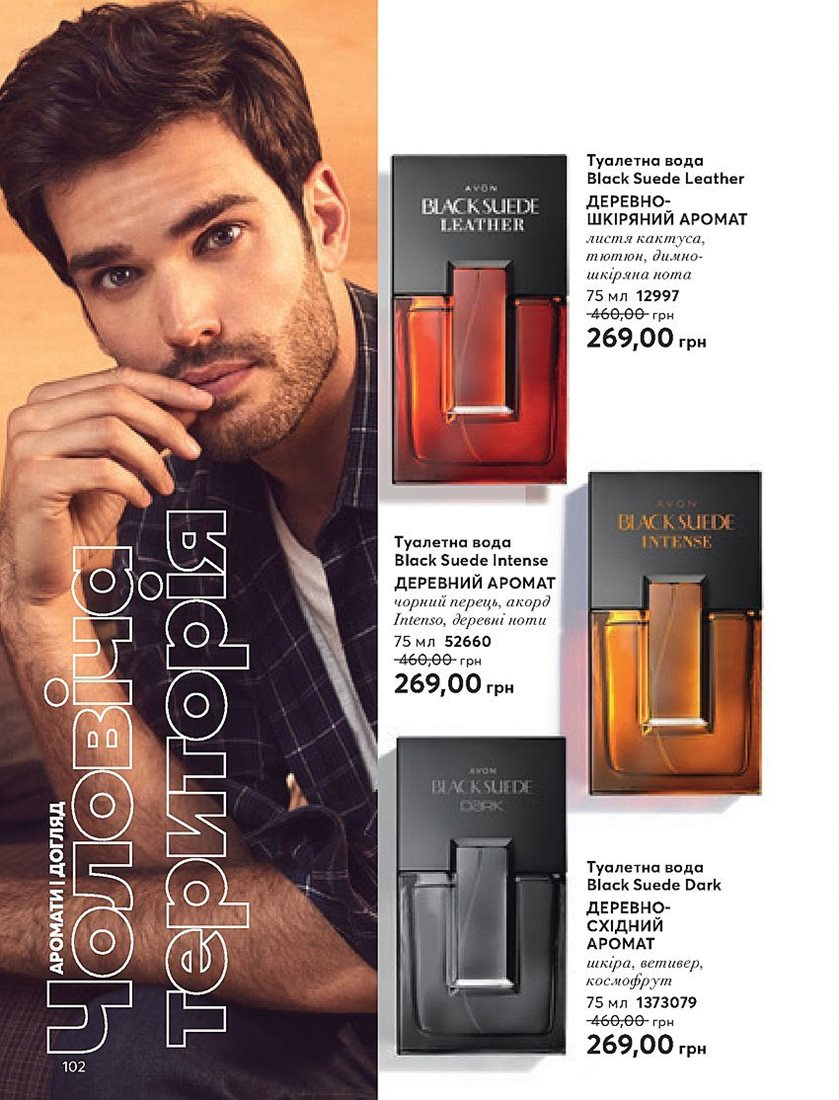 АРОМАТИ | ДОГЛЯД
Чоловіча
територія
102
AVON
BLACK SUEDE
LEATHER
Туалетна вода
Black Suede Leather
ДЕРЕВНО-
ШКІРЯНИЙ АРОМАТ
листя кактуса,
тютюн, димно-
шкіряна нота
75 мл 12997
460,00 грн
269,00 грн
AVON
BLACK SUEDE
INTENSE
Туалетна вода
Black Suede Intense
ДЕРЕВНИЙ АРОМАТ
чорний перець, акорд
Intenso, деревні ноти
75 мл 52660
460,00 грн
269,00 грн
AVON
BLACK SUEDE
DARK
Туалетна вода
Black Suede Dark
ДЕРЕВНО-
СХІДНИЙ
АРОМАТ
шкіра, ветивер,
космофрут
75 мл 1373079
460,00 грн
269,00 грн